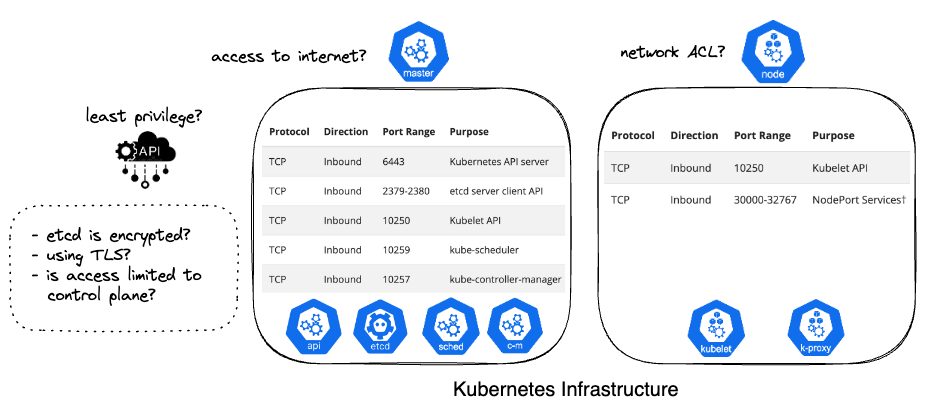 access to internet?
master
network ACL?
node
least privilege?
API
- etcd is encrypted?
- using TLS?
- is access limited to
control plane?
Protocol Direction Port Range Purpose
TCP Inbound 6443 Kubernetes API server
TCP Inbound 2379-2380 etcd server client API
TCP Inbound 10250 Kubelet API
TCP Inbound 10259 kube-scheduler
TCP Inbound 10257 kube-controller-manager
api etcd sched c-m
Protocol Direction Port Range Purpose
TCP Inbound 10250 Kubelet API
TCP Inbound 30000-32767 NodePort Services†
kubelet k-proxy
Kubernetes Infrastructure